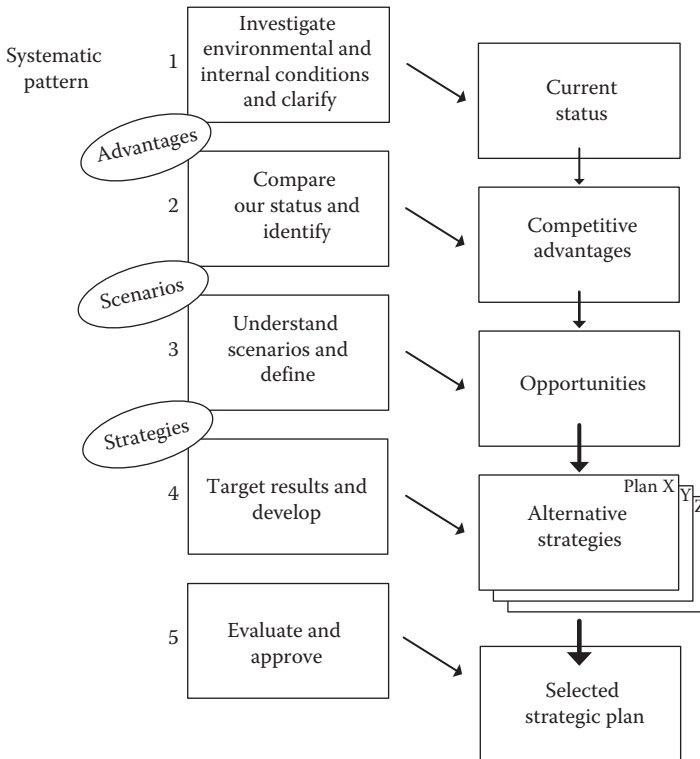 Systematic
pattern
1
Investigate
environmental and
internal conditions
and clarify
Current
status
Advantages
2
Compare
our status and
identify
Competitive
advantages
Scenarios
3
Understand
scenarios and
define
Opportunities
Strategies
4
Target results and
develop
Plan X
Y
Z
Alternative
strategies
5
Evaluate and
approve
Selected
strategic plan